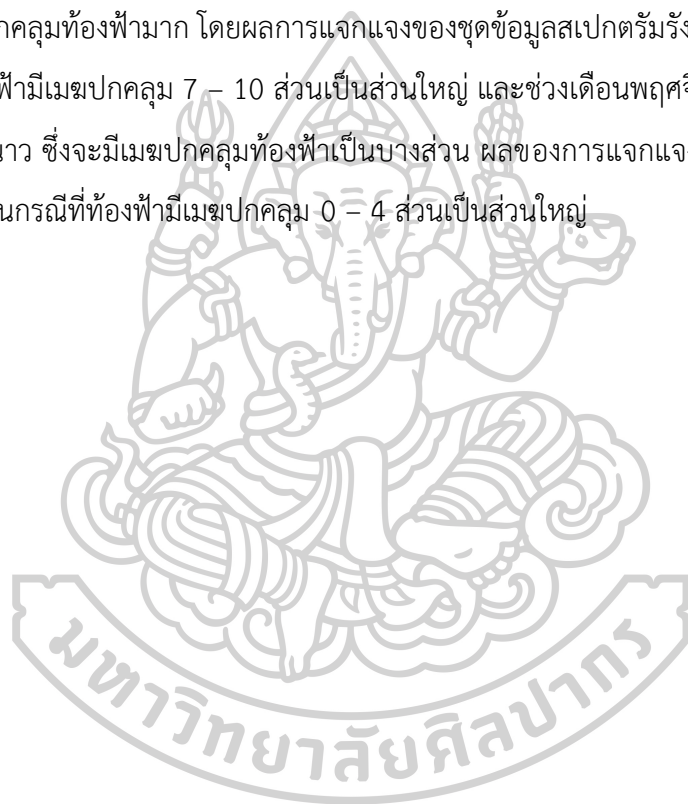 กคลุมท้องฟ้ามาก โดยผลการแจกแจงของชุดข้อมูลสเปกตรัมรัง
ฟ้ามีเมฆปกคลุม 7 – 10 ส่วนเป็นส่วนใหญ่ และช่วงเดือนพฤศจิ
นาว ซึ่งจะมีเมฆปกคลุมท้องฟ้าเป็นบางส่วน ผลของการแจกแจ
นกรณีที่ท้องฟ้ามีเมฆปกคลุม 0 – 4 ส่วนเป็นส่วนใหญ่
มหาวิทยาลัยศิลปากร